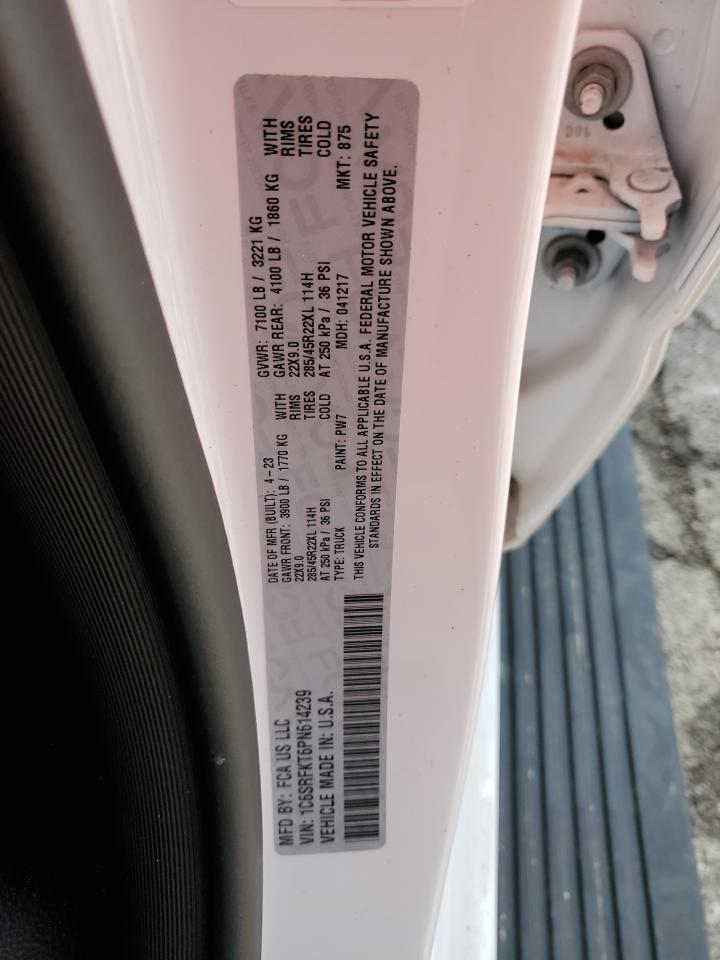 MFD BY: FCA US LLC
VIN: 1C6SRFKT6PN614239
VEHICLE MADE IN: U.S.A.
DATE OF MFR (BUILT): 4-23
GAWR FRONT: 3900 LB / 1770 KG WITH
22X9.0 RIMS
285/45R22XL 114H TIRES
AT 250 kPa / 36 PSI COLD
GVWR: 7100 LB / 3221 KG
GAWR REAR: 4100 LB / 1860 KG WITH
22X9.0 RIMS
285/45R22XL 114H TIRES
AT 250 kPa / 36 PSI COLD
TYPE: TRUCK PAINT: PW7 MDH: 041217 MKT: 875
THIS VEHICLE CONFORMS TO ALL APPLICABLE U.S.A. FEDERAL MOTOR VEHICLE SAFETY
STANDARDS IN EFFECT ON THE DATE OF MANUFACTURE SHOWN ABOVE.